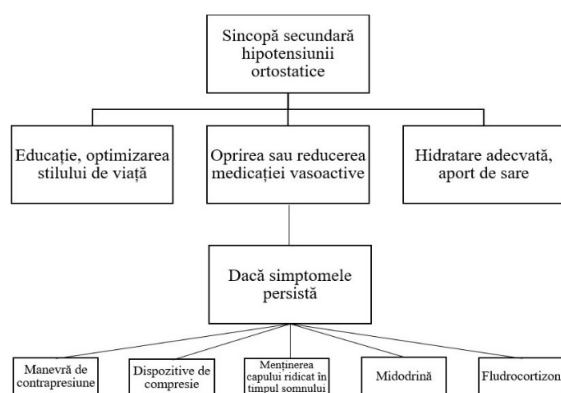 Sincopă secundară
hipotensiunii
ortostatice
Educație, optimizarea
stilului de viață
Oprirea sau reducerea
medicației vasoactive
Hidratare adecvată,
aport de sare
Dacă simptomele
persistă
Manevră de
contrapresiune
Dispozitive de
compresie
Menținerea
capului ridicat în
timpul somnului
Midodrină
Fludrocortizon